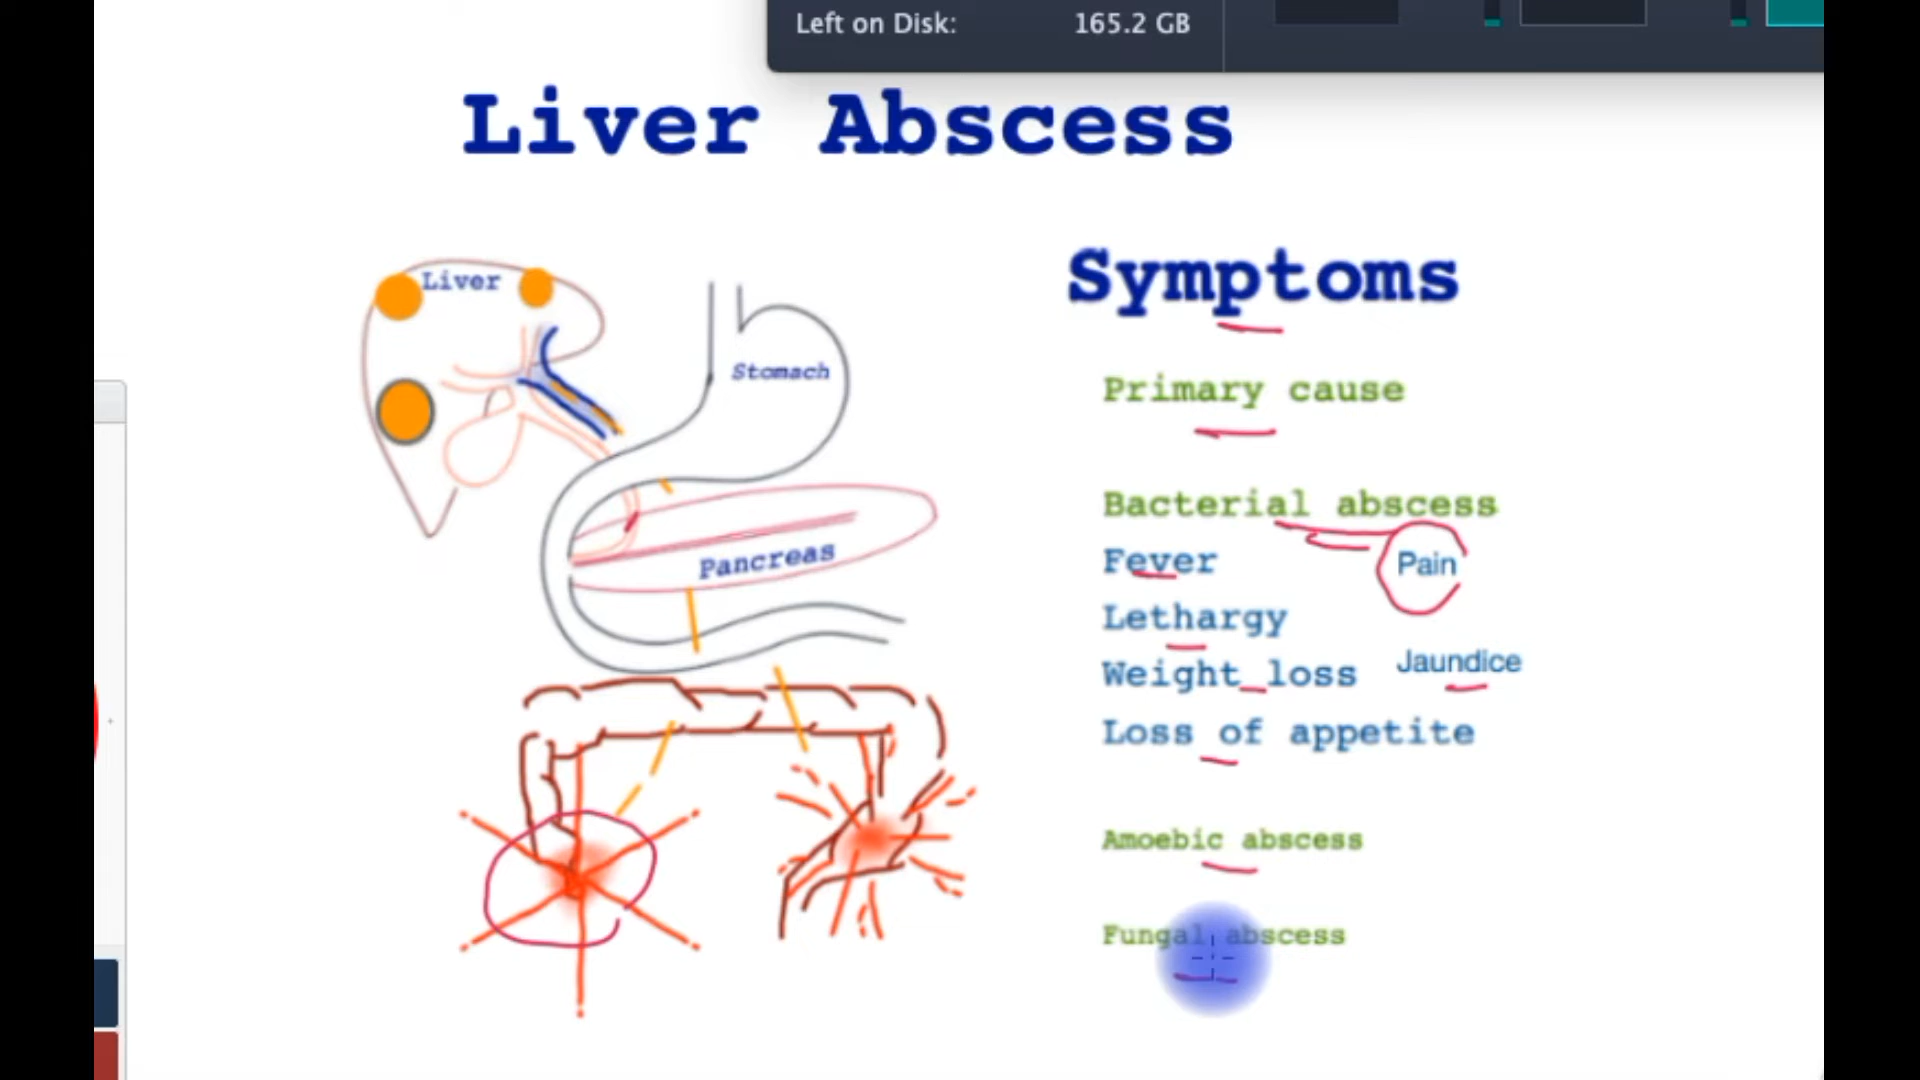 Left on Disk: 165.2 GB
Liver Abscess
Liver
Stomach
Pancreas
Symptoms
Primary cause
Bacterial abscess
Fever
Pain
Lethargy
Weight loss
Jaundice
Loss of appetite
Amoebic abscess
Fungal abscess